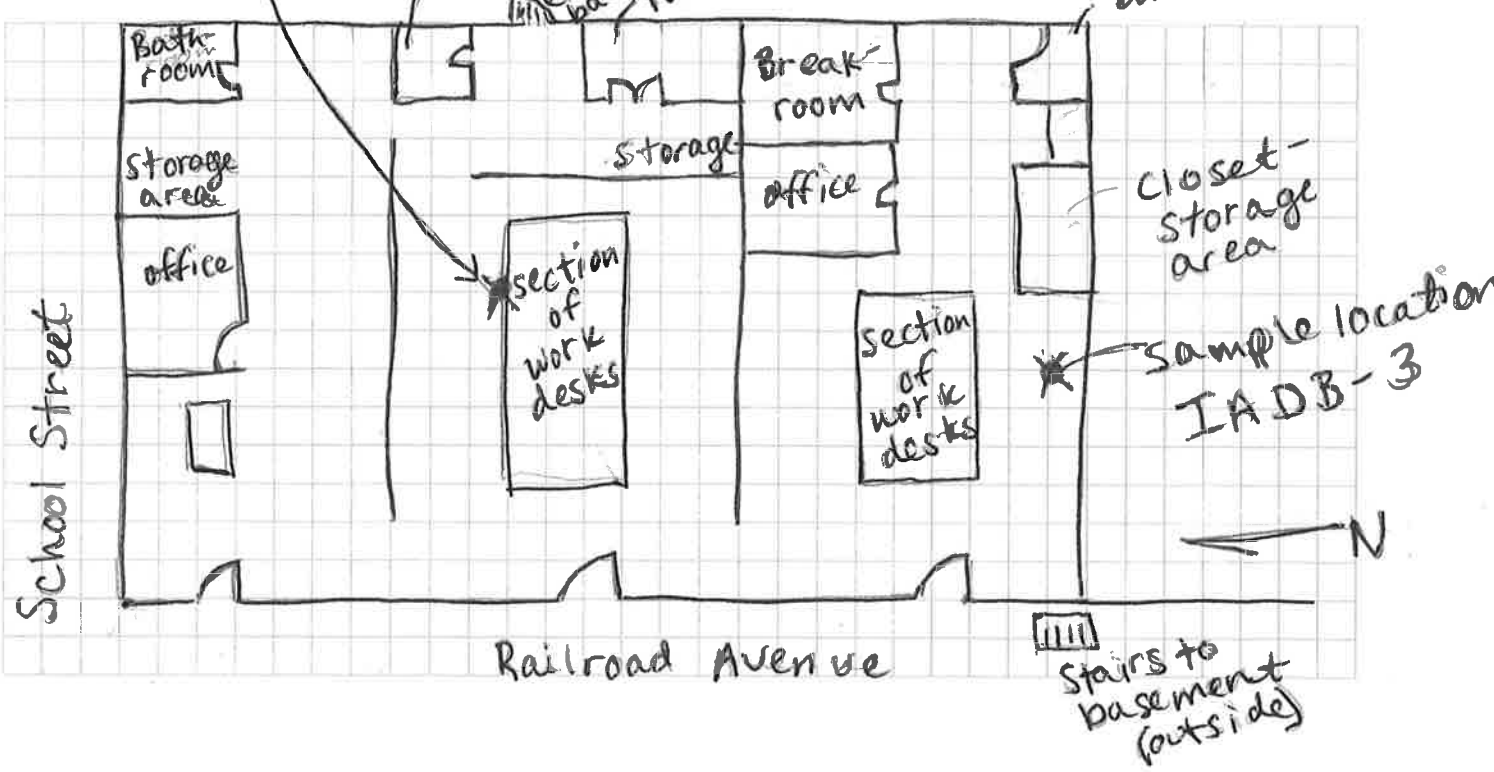 Bath-
room
Storage
area
office
School Street
storage
section
of
work
desks
Break-
room
office
section
of
work
desks
Closet-
storage
area
Sample location
IADB-3
N
Railroad Avenue
Stairs to
basement
(outside)